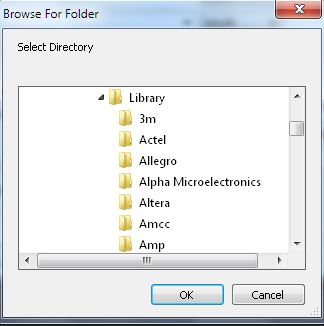 Browse For Folder
Select Directory
Library
3m
Actel
Allegro
Alpha Microelectronics
Altera
Amcc
Amp
OK
Cancel